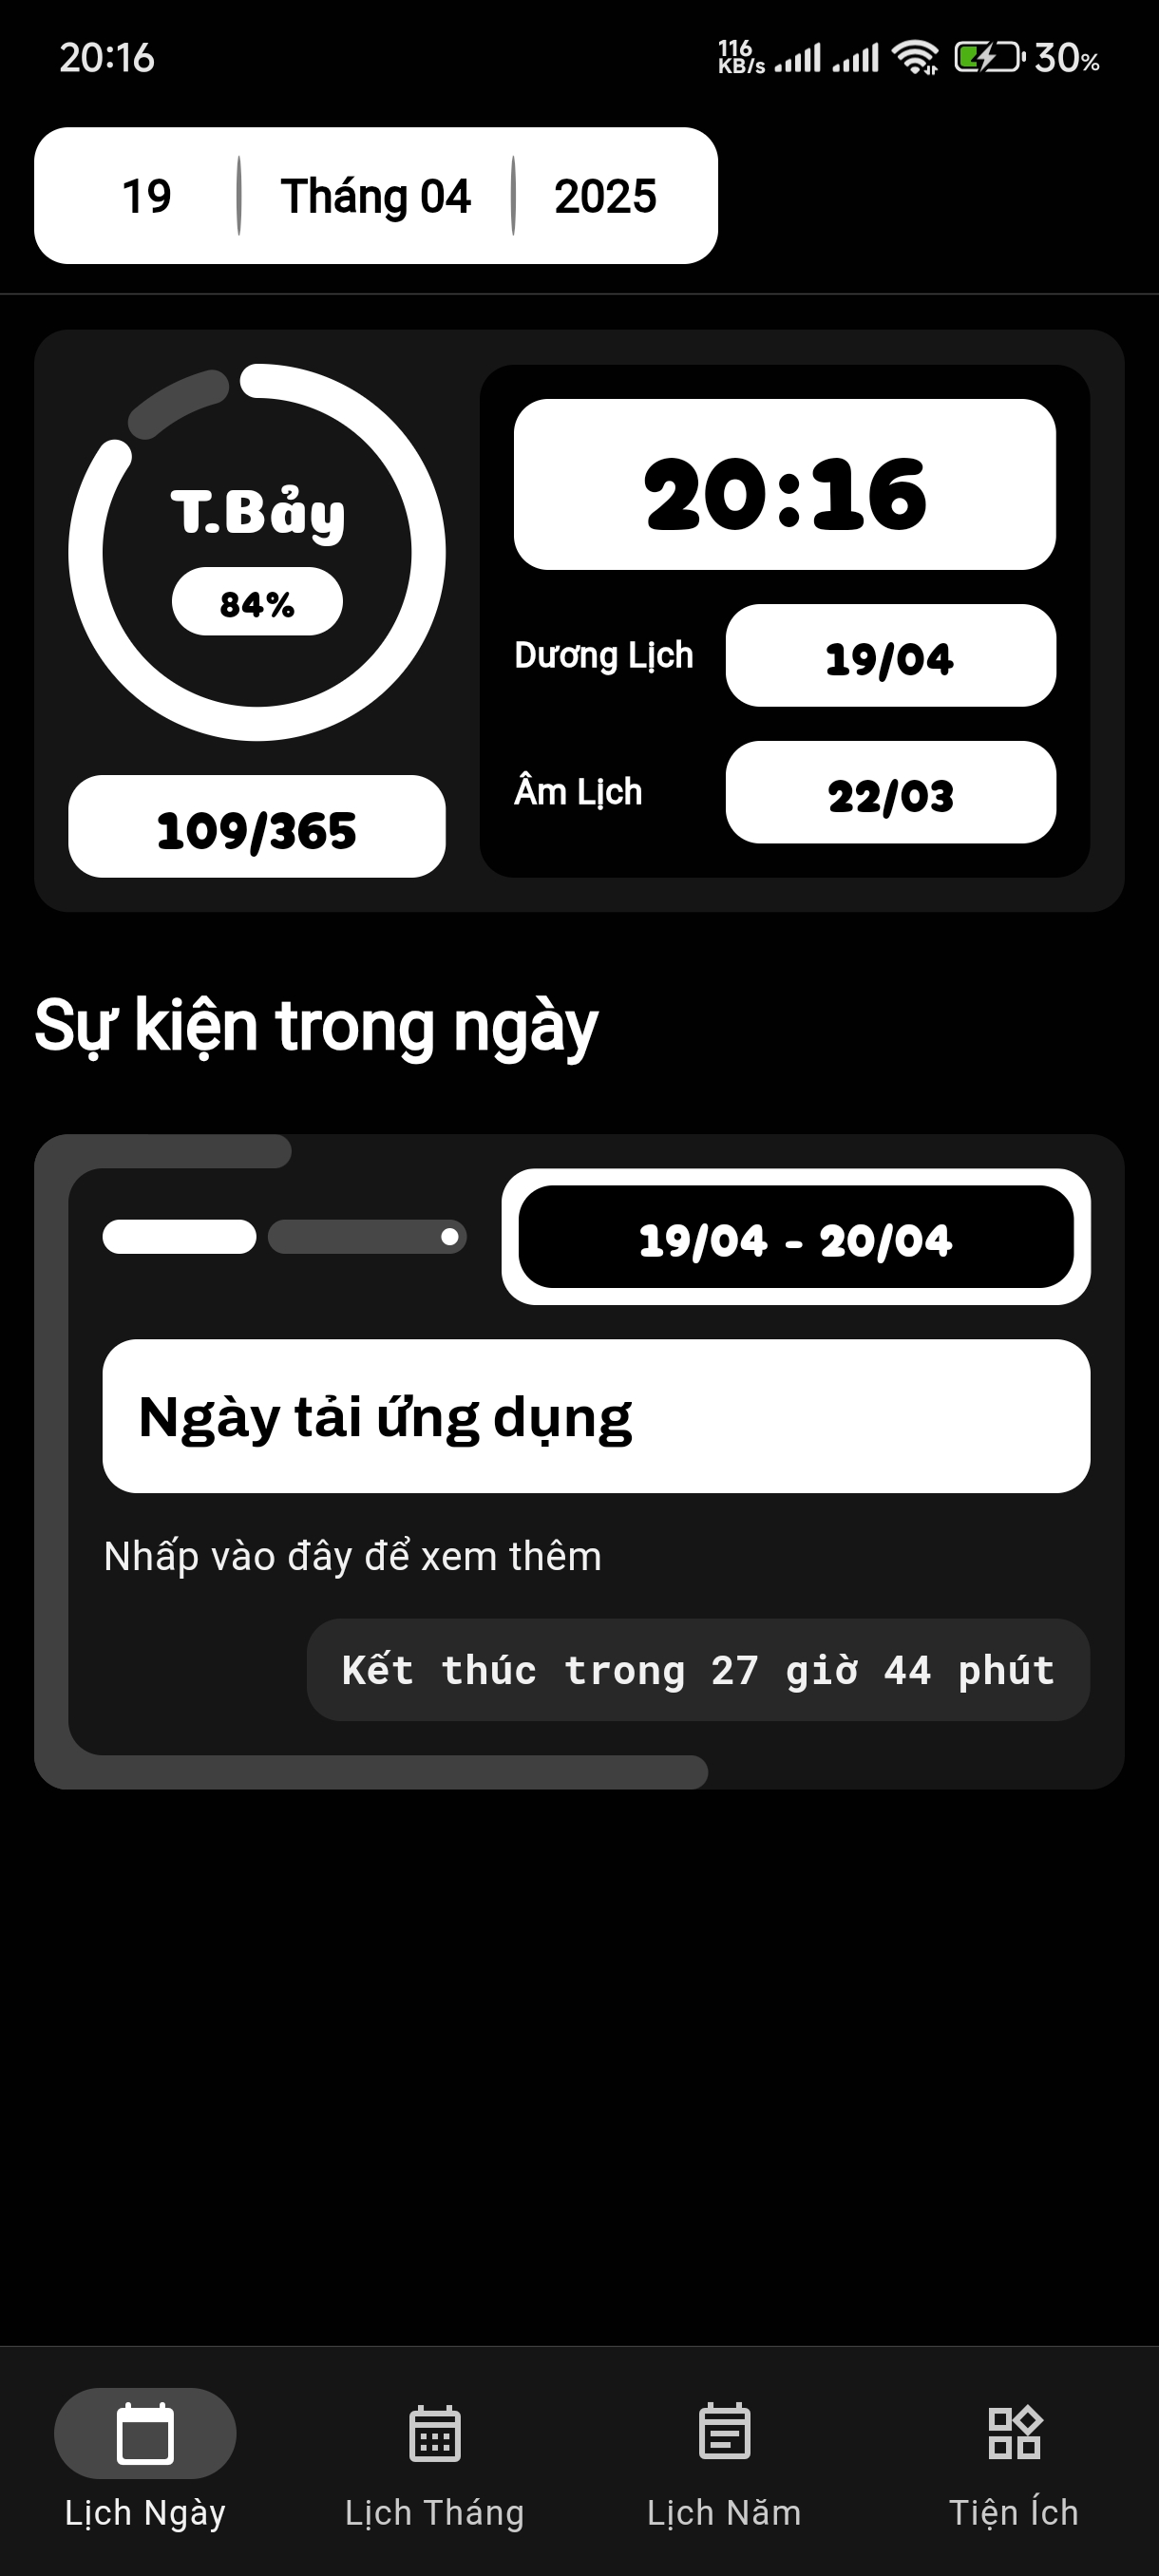 20:16
116
KB/s
30%
19
Tháng 04
2025
T.Bảy
84%
109/365
20:16
Dương Lịch
19/04
Âm Lịch
22/03
Sự kiện trong ngày
19/04 - 20/04
Ngày tải ứng dụng
Nhấp vào đây để xem thêm
Kết thúc trong 27 giờ 44 phút
Lịch Ngày
Lịch Tháng
Lịch Năm
Tiện Ích